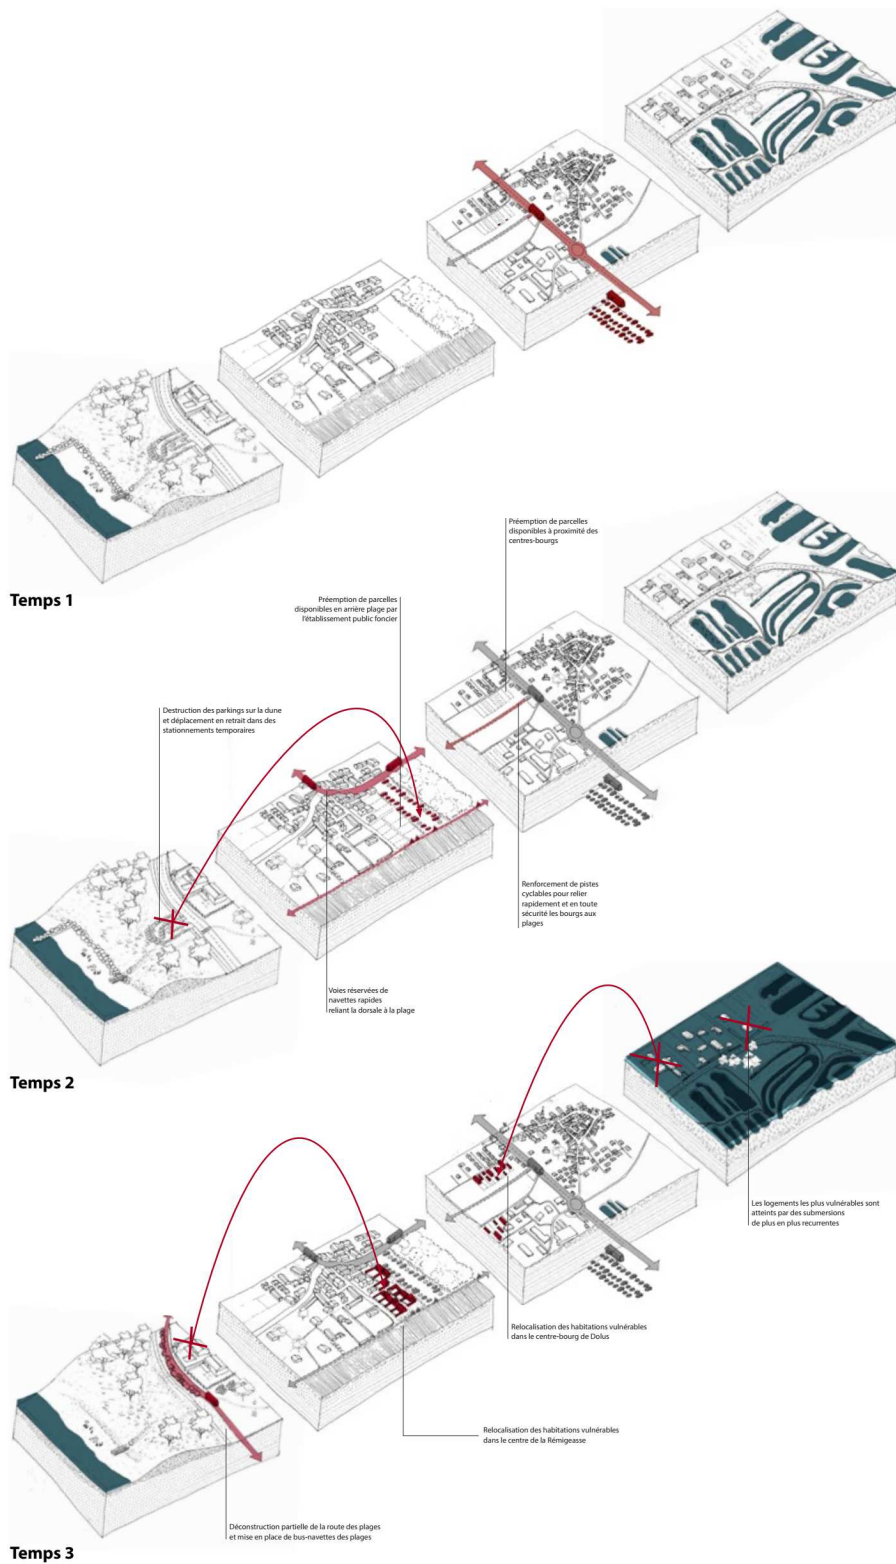 Temps 1
Préemption de parcelles
disponibles à proximité des
centres-bourgs
Préemption de parcelles
disponibles en arrière plage par
l'établissement public foncier
Destruction des parkings sur la dune
et déplacement en retrait dans des
stationnements temporaires
Renforcement de pistes
cyclables pour relier
rapidement et en toute
sécurité les bourgs aux
plages
Voies réservées de
navettes rapides
reliant la dorsale à la plage
Temps 2
Les logements les plus vulnérables sont
atteints par des submersions
de plus en plus recurrentes
Relocalisation des habitations vulnérables
dans le centre-bourg de Dolus
Relocalisation des habitations vulnérables
dans le centre de la Rémigeasse
Déconstruction partielle de la route des plages
et mise en place de bus-navettes des plages
Temps 3